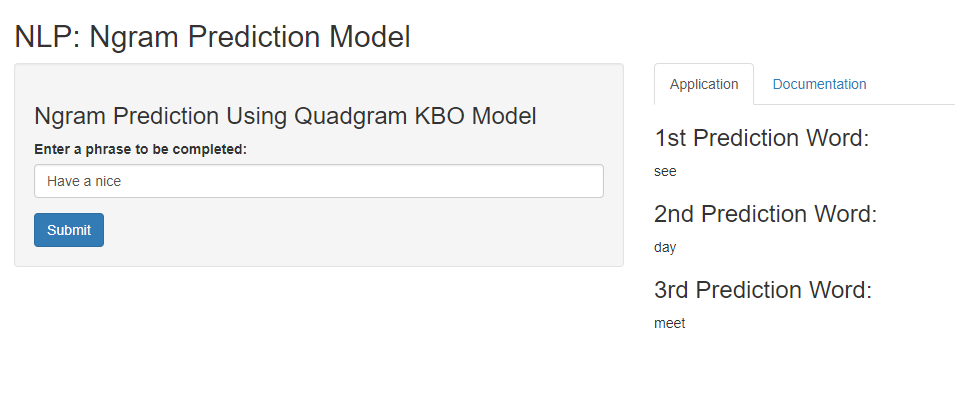 NLP: Ngram Prediction Model
Ngram Prediction Using Quadgram KBO Model
Enter a phrase to be completed:
Have a nice
Submit
Application Documentation
1st Prediction Word:
see
2nd Prediction Word:
day
3rd Prediction Word:
meet